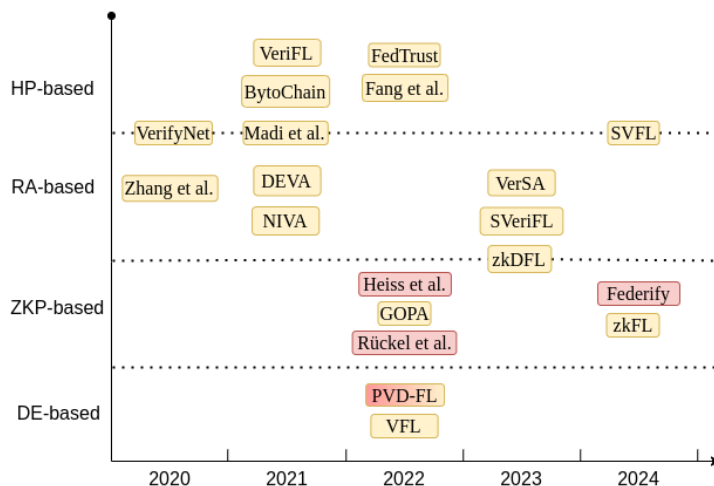 VeriFL
FedTrust
HP-based
BytoChain
Fang et al.
VerifyNet
Madi et al.
SVFL
RA-based
Zhang et al.
DEVA
VerSA
NIVA
SVeriFL
zkDFL
ZKP-based
Heiss et al.
Federify
GOPA
zkFL
Rückel et al.
DE-based
PVD-FL
VFL
2020
2021
2022
2023
2024